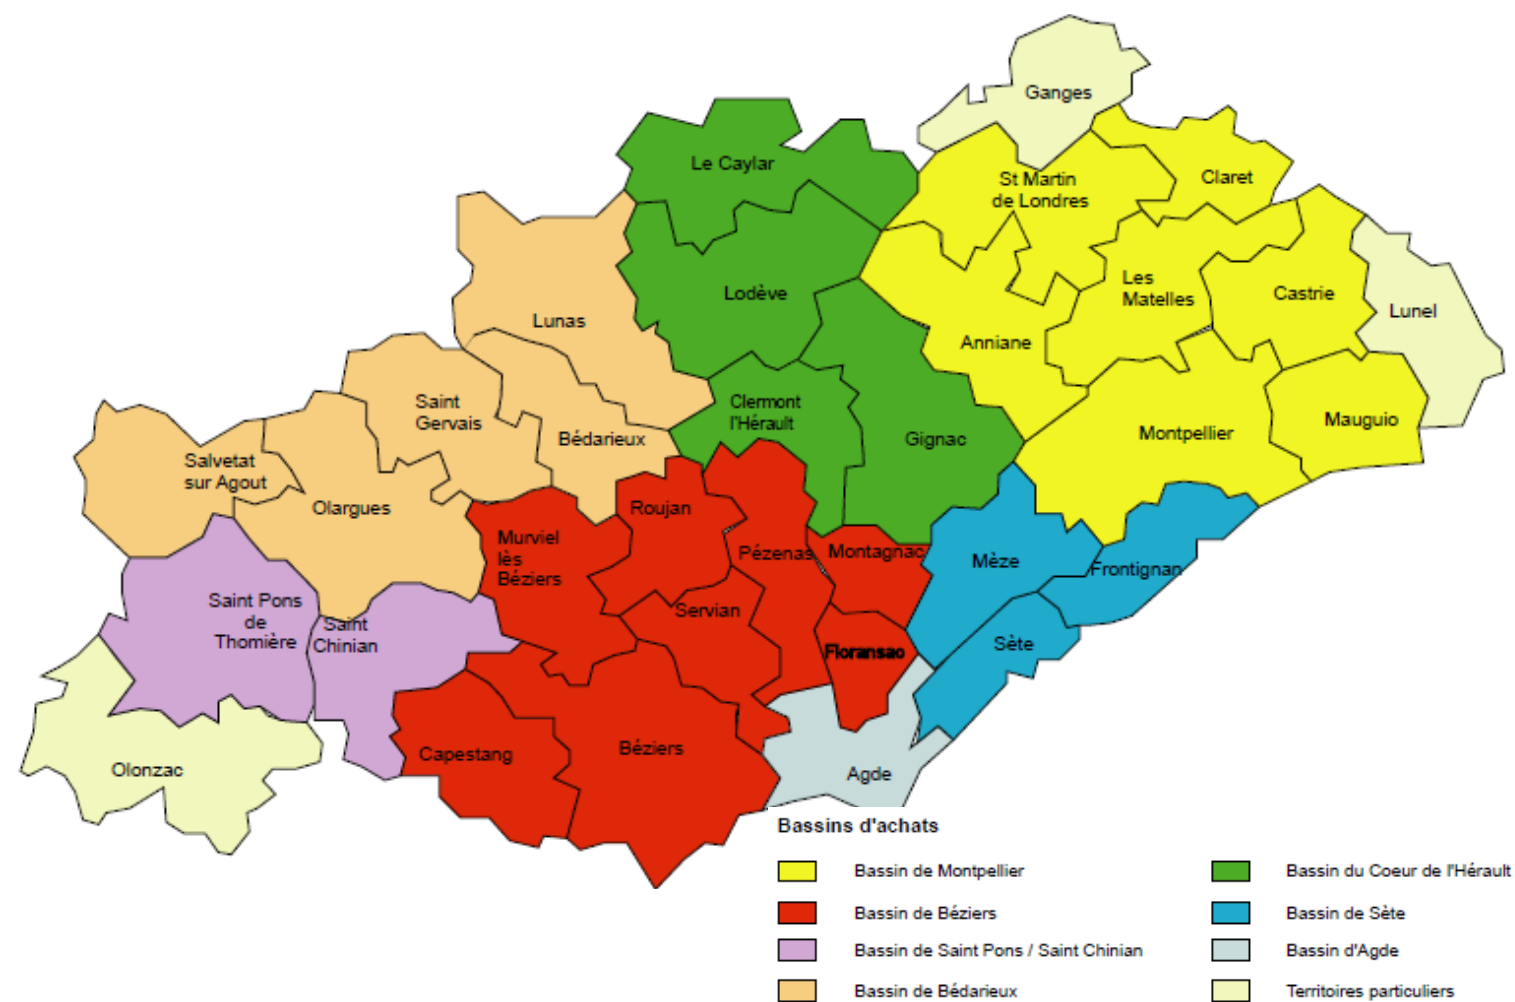 Ganges
Le Caylar
St Martin
de Londres
Claret
Lodève
Les
Matelles
Castrie
Lunel
Lunas
Anniane
Saint
Gervais
Clermont
l'Hérault
Bédarieux
Gignac
Montpellier
Mauguio
Salvetat
sur Agout
Olargues
Roujan
Murviel
lès
Béziers
Pézenas
Montagnac
Mèze
Frontignan
Saint Pons
de
Thomière
Saint
Chinian
Servian
Floransao
Sète
Olonzac
Capestang
Béziers
Agde
Bassins d'achats
Bassin de Montpellier
Bassin du Coeur de l'Hérault
Bassin de Béziers
Bassin de Sète
Bassin de Saint Pons / Saint Chinian
Bassin d'Agde
Bassin de Bédarieux
Territoires particuliers